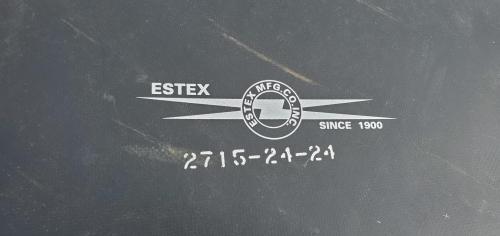 ESTEX
ESTEX MFG.CO.INC.
SINCE 1900
2715-24-24